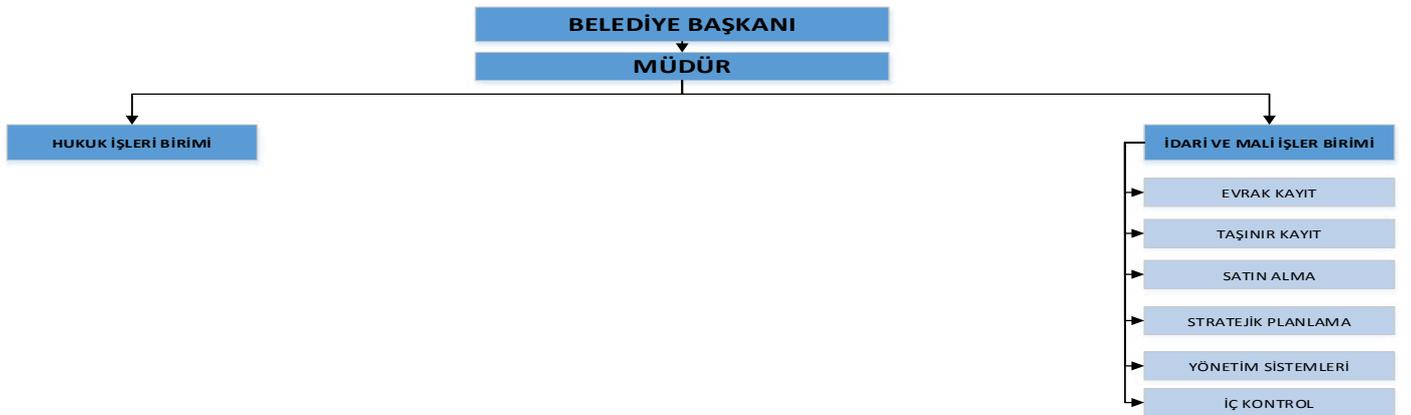 BELEDİYE BAŞKANI
MÜDÜR
HUKUK İŞLERİ BİRİMİ
İDARİ VE MALİ İŞLER BİRİMİ
EVRAK KAYIT
TAŞINIR KAYIT
SATIN ALMA
STRATEJİK PLANLAMA
YÖNETİM SİSTEMLERİ
İÇ KONTROL